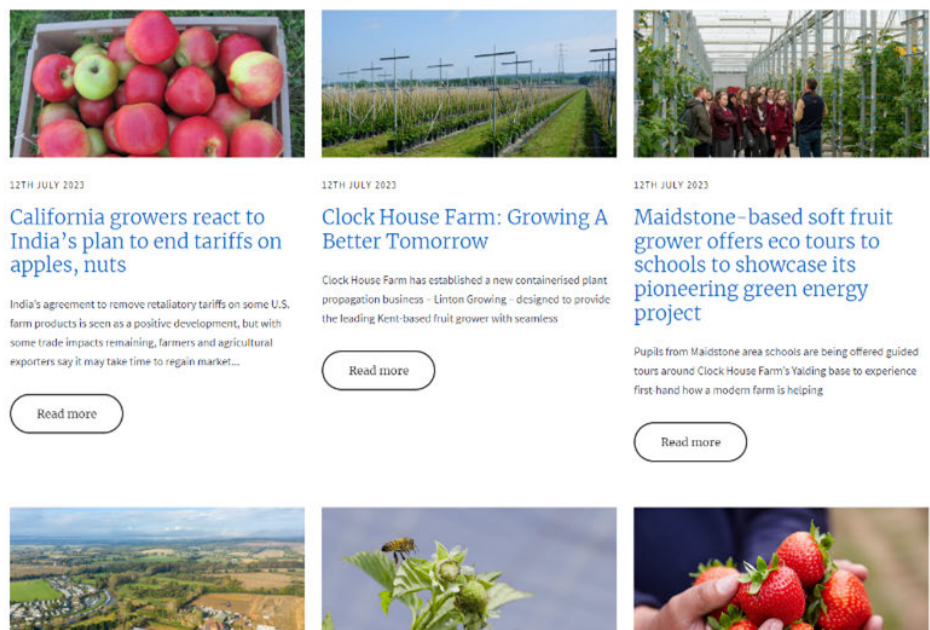 12TH JULY 2023
California growers react to
India’s plan to end tariffs on
apples, nuts
India's agreement to remove retaliatory tariffs on some U.S.
farm products is seen as a positive development, but with
some trade impacts remaining, farmers and agricultural
exporters say it may take time to regain market...
Read more
12TH JULY 2023
Clock House Farm: Growing A
Better Tomorrow
Clock House Farm has established a new containerised plant
propagation business – Linton Growing – designed to provide
the leading Kent-based fruit grower with seamless
Read more
12TH JULY 2023
Maidstone-based soft fruit
grower offers eco tours to
schools to showcase its
pioneering green energy
project
Pupils from Maidstone area schools are being offered guided
tours around Clock House Farm's Yalding base to experience
first-hand how a modern farm is helping
Read more